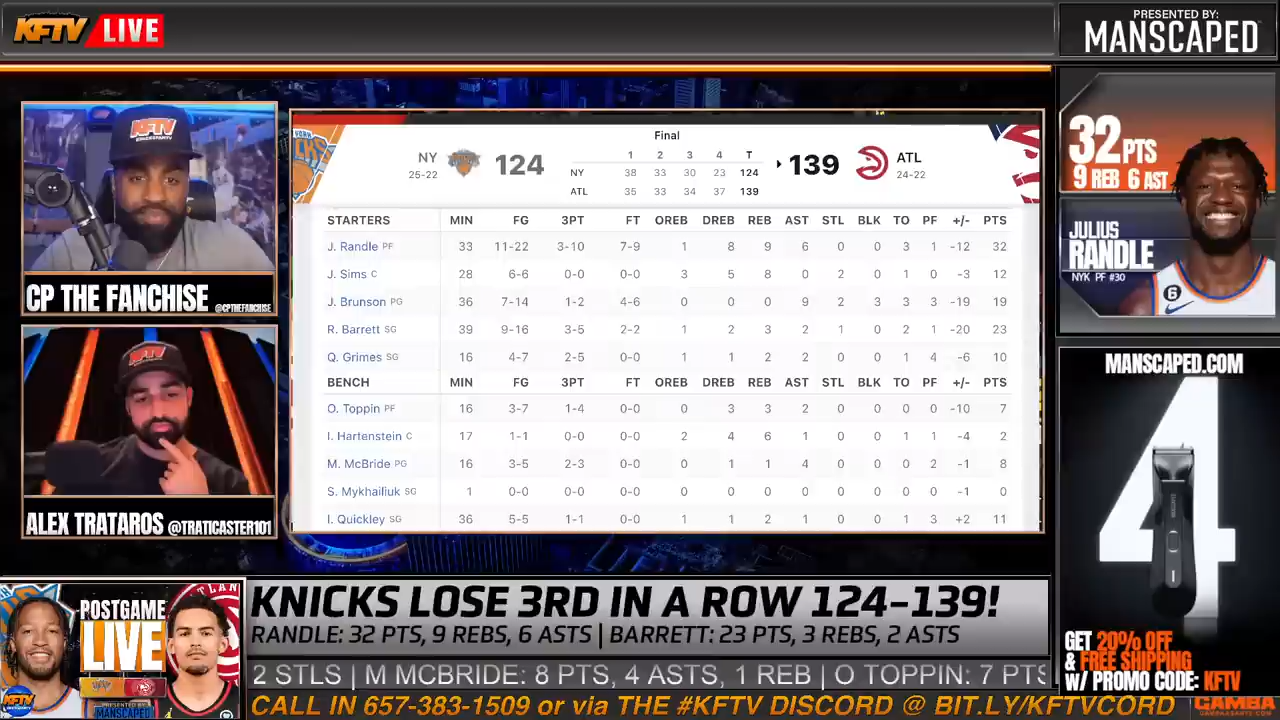 KFTV LIVE
PRESENTED BY:
MANSCAPED
KFTV
CP THE FANCHISE @CPTHEFANCHISE
KFTV
ALEX TRATAROS @TRATICASTER101
Final
NY 25-22 124
1 2 3 4 T
NY 38 33 30 23 124
ATL 35 33 34 37 139
139 ATL 24-22
STARTERS MIN FG 3PT FT OREB DREB REB AST STL BLK TO PF +/- PTS
J. Randle PF 33 11-22 3-10 7-9 1 8 9 6 0 0 3 1 -12 32
J. Sims C 28 6-6 0-0 0-0 3 5 8 0 2 0 1 0 -3 12
J. Brunson PG 36 7-14 1-2 4-6 0 0 0 9 2 3 3 3 -19 19
R. Barrett SG 39 9-16 3-5 2-2 1 2 3 2 1 0 2 1 -20 23
Q. Grimes SG 16 4-7 2-5 0-0 1 1 2 2 0 0 1 4 -6 10
BENCH MIN FG 3PT FT OREB DREB REB AST STL BLK TO PF +/- PTS
O. Toppin PF 16 3-7 1-4 0-0 0 3 3 2 0 0 0 0 -10 7
I. Hartenstein C 17 1-1 0-0 0-0 2 4 6 1 0 0 1 1 -4 2
M. McBride PG 16 3-5 2-3 0-0 0 1 1 4 0 0 0 2 -1 8
S. Mykhailiuk SG 1 0-0 0-0 0-0 0 0 0 0 0 0 0 0 -1 0
I. Quickley SG 36 5-5 1-1 0-0 1 1 2 1 0 0 1 3 +2 11
32 PTS
9 REB 6 AST
JULIUS
RANDLE
NYK PF #30
6
MANSCAPED.COM
4
GET 20% OFF
& FREE SHIPPING
W/ PROMO CODE: KFTV
GAMBA
POSTGAME
LIVE
PRESENTED BY:
MANSCAPED
KFTV
KNICKS LOSE 3RD IN A ROW 124-139!
RANDLE: 32 PTS, 9 REBS, 6 ASTS | BARRETT: 23 PTS, 3 REBS, 2 ASTS
2 STLS | M MCBRIDE: 8 PTS, 4 ASTS, 1 REB | O TOPPIN: 7 PTS
CALL IN 657-383-1509 or via THE #KFTV DISCORD @ BIT.LY/KFTVCORD